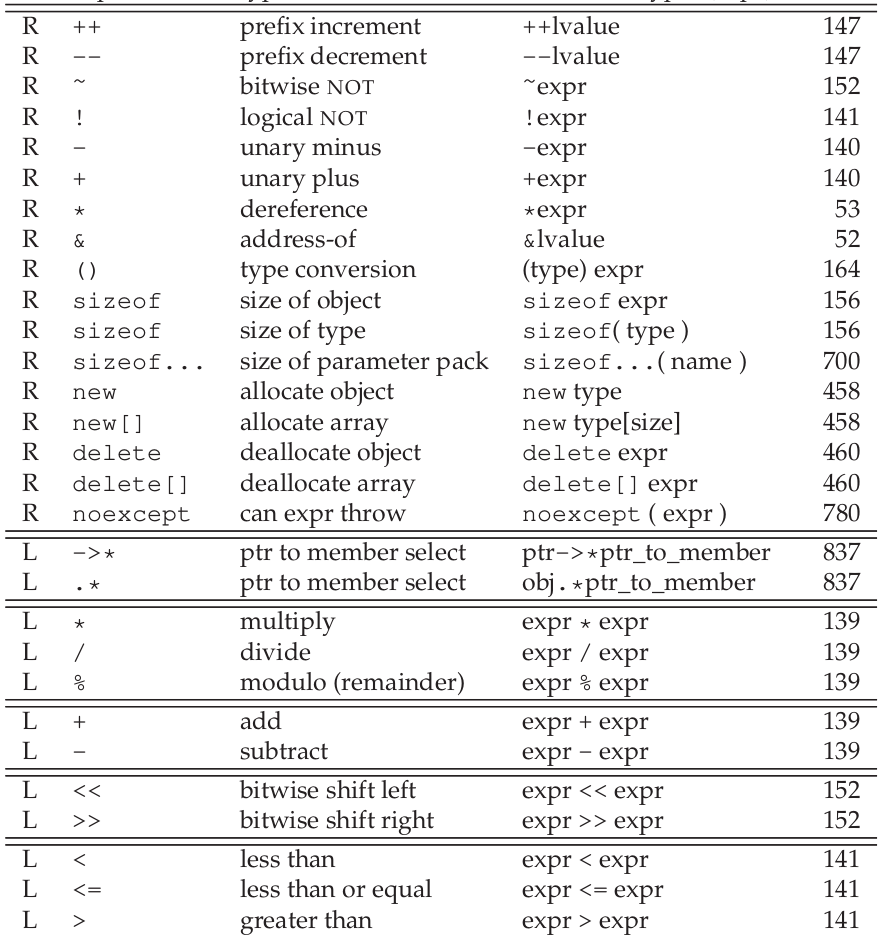 R ++ prefix increment ++lvalue 147
R -- prefix decrement --lvalue 147
R ~ bitwise NOT ~expr 152
R ! logical NOT !expr 141
R - unary minus -expr 140
R + unary plus +expr 140
R * dereference *expr 53
R & address-of &lvalue 52
R () type conversion (type) expr 164
R sizeof size of object sizeof expr 156
R sizeof size of type sizeof( type ) 156
R sizeof... size of parameter pack sizeof...( name ) 700
R new allocate object new type 458
R new[] allocate array new type[size] 458
R delete deallocate object delete expr 460
R delete[] deallocate array delete[] expr 460
R noexcept can expr throw noexcept ( expr ) 780
L ->* ptr to member select ptr->*ptr_to_member 837
L .* ptr to member select obj.*ptr_to_member 837
L * multiply expr * expr 139
L / divide expr / expr 139
L % modulo (remainder) expr % expr 139
L + add expr + expr 139
L - subtract expr - expr 139
L << bitwise shift left expr << expr 152
L >> bitwise shift right expr >> expr 152
L < less than expr < expr 141
L <= less than or equal expr <= expr 141
L > greater than expr > expr 141